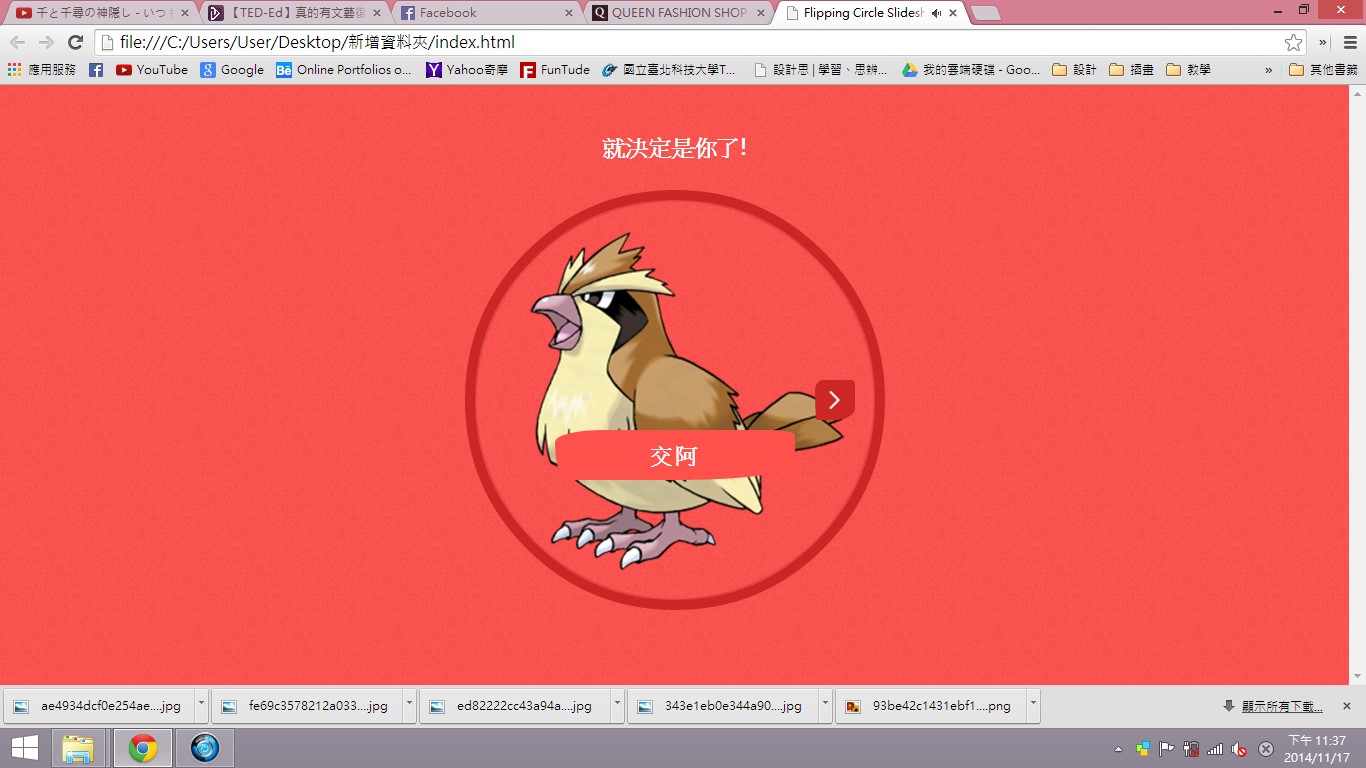 千と千尋の神隠し - いつも
【TED-Ed】真的有文藝復
Facebook
QUEEN FASHION SHOP
Flipping Circle Slidesh
file:///C:/Users/User/Desktop/新增資料夾/index.html
應用服務
YouTube
Google
Online Portfolios o...
Yahoo奇摩
FunTude
國立臺北科技大學T...
設計思 | 學習、思辨...
我的雲端硬碟 - Goo...
設計
插畫
教學
»
其他書籤
就決定是你了!
交阿
ae4934dcf0e254ae....jpg
fe69c3578212a033....jpg
ed82222cc43a94a....jpg
343e1eb0e344a90....jpg
93be42c1431ebf1....png
顯示所有下載...
下午 11:37
2014/11/17